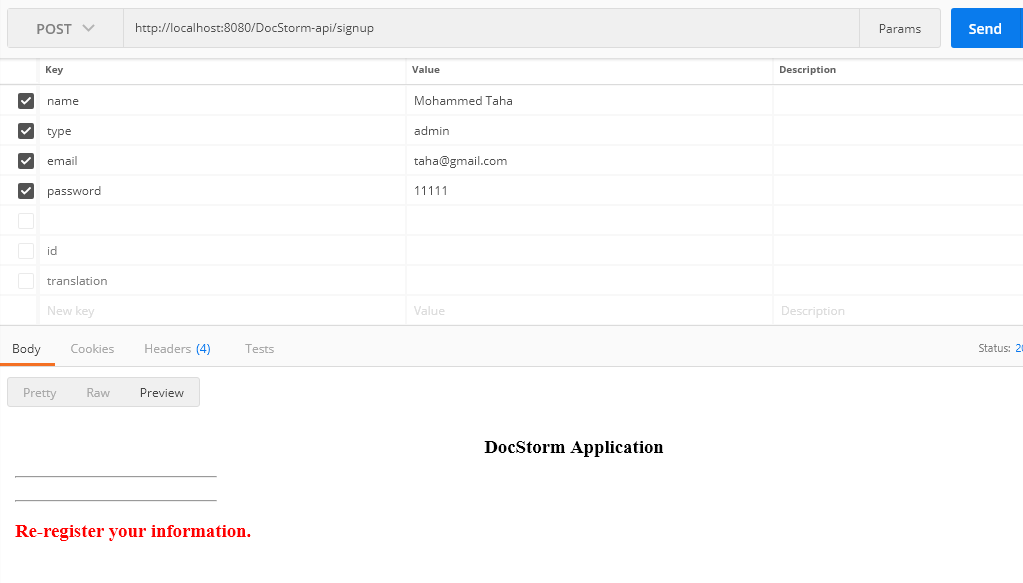 POST http://localhost:8080/DocStorm-api/signup Params Send
Key Value Description
name Mohammed Taha
type admin
email taha@gmail.com
password 11111
id
translation
New key Value Description
Body Cookies Headers (4) Tests Status: 20
Pretty Raw Preview
DocStorm Application
Re-register your information.